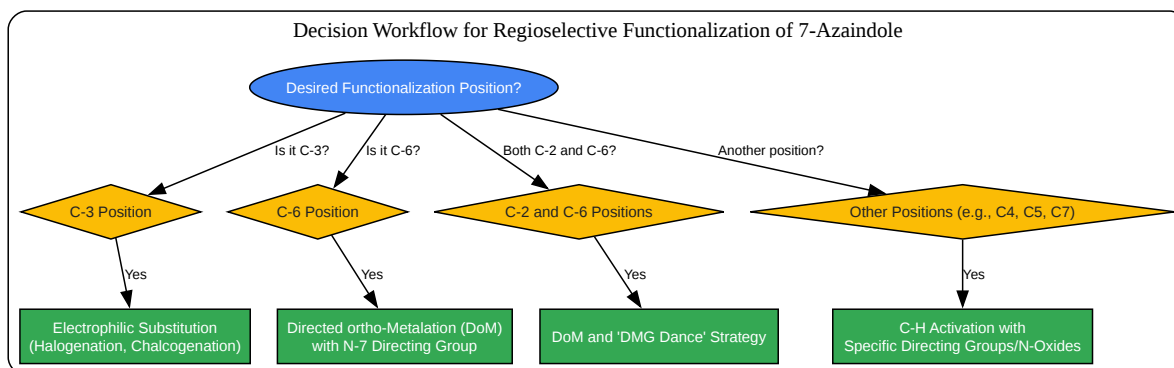 Decision Workflow for Regioselective Functionalization of 7-Azaindole
Desired Functionalization Position?
Is it C-3?
Is it C-6?
Both C-2 and C-6?
Another position?
C-3 Position
C-6 Position
C-2 and C-6 Positions
Other Positions (e.g., C4, C5, C7)
Yes
Yes
Yes
Yes
Electrophilic Substitution
(Halogenation, Chalcogenation)
Directed ortho-Metalation (DoM)
with N-7 Directing Group
DoM and 'DMG Dance' Strategy
C-H Activation with
Specific Directing Groups/N-Oxides